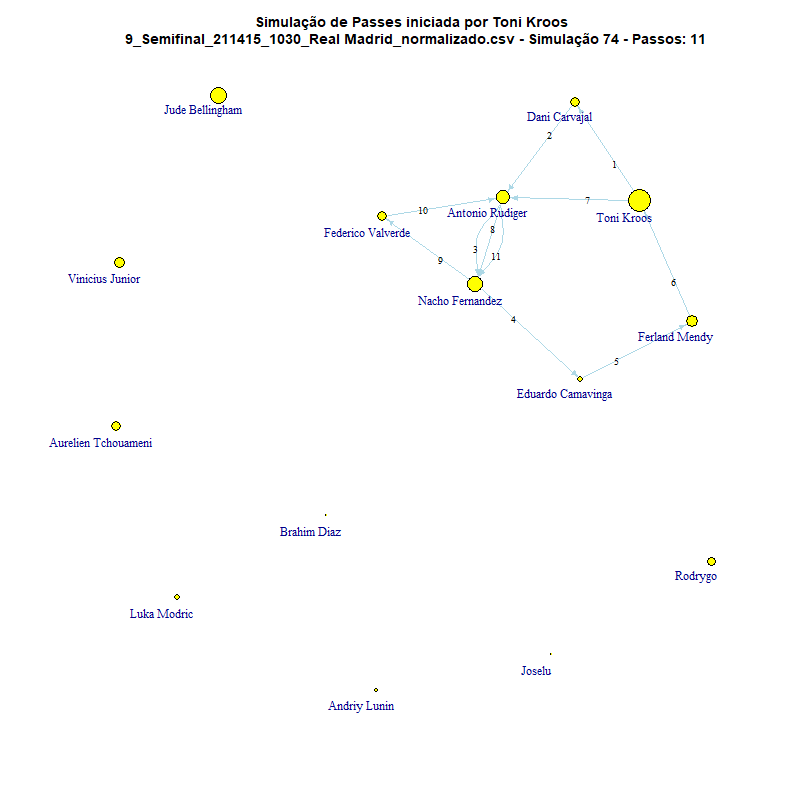 Simulação de Passes iniciada por Toni Kroos
9_Semifinal_211415_1030_Real Madrid_normalizado.csv - Simulação 74 - Passos: 11
Jude Bellingham
Dani Carvajal
2
1
7
Antonio Rudiger
Toni Kroos
10
Federico Valverde
8
3
11
9
Vinicius Junior
6
Nacho Fernandez
4
Ferland Mendy
5
Eduardo Camavinga
Aurelien Tchouameni
Brahim Diaz
Rodrygo
Luka Modric
Joselu
Andriy Lunin